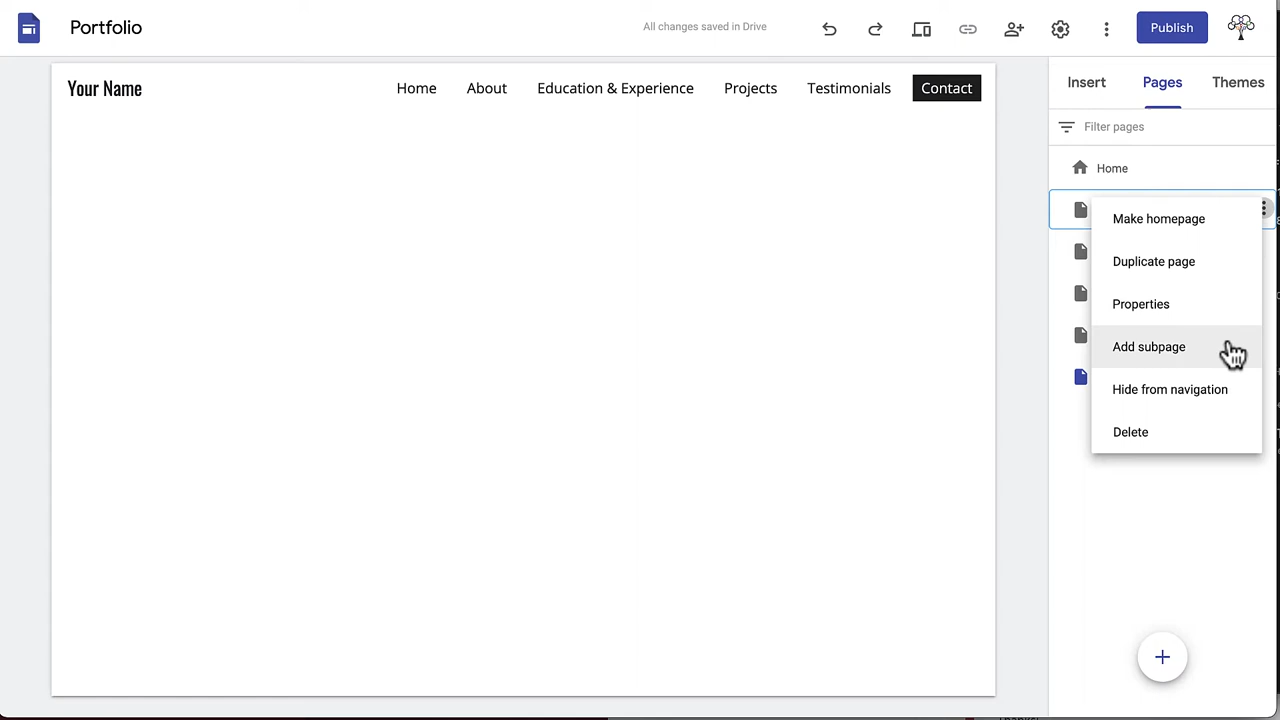 Portfolio
All changes saved in Drive
Publish
Your Name
Home
About
Education & Experience
Projects
Testimonials
Contact
Insert
Pages
Themes
Filter pages
Home
Make homepage
Duplicate page
Properties
Add subpage
Hide from navigation
Delete